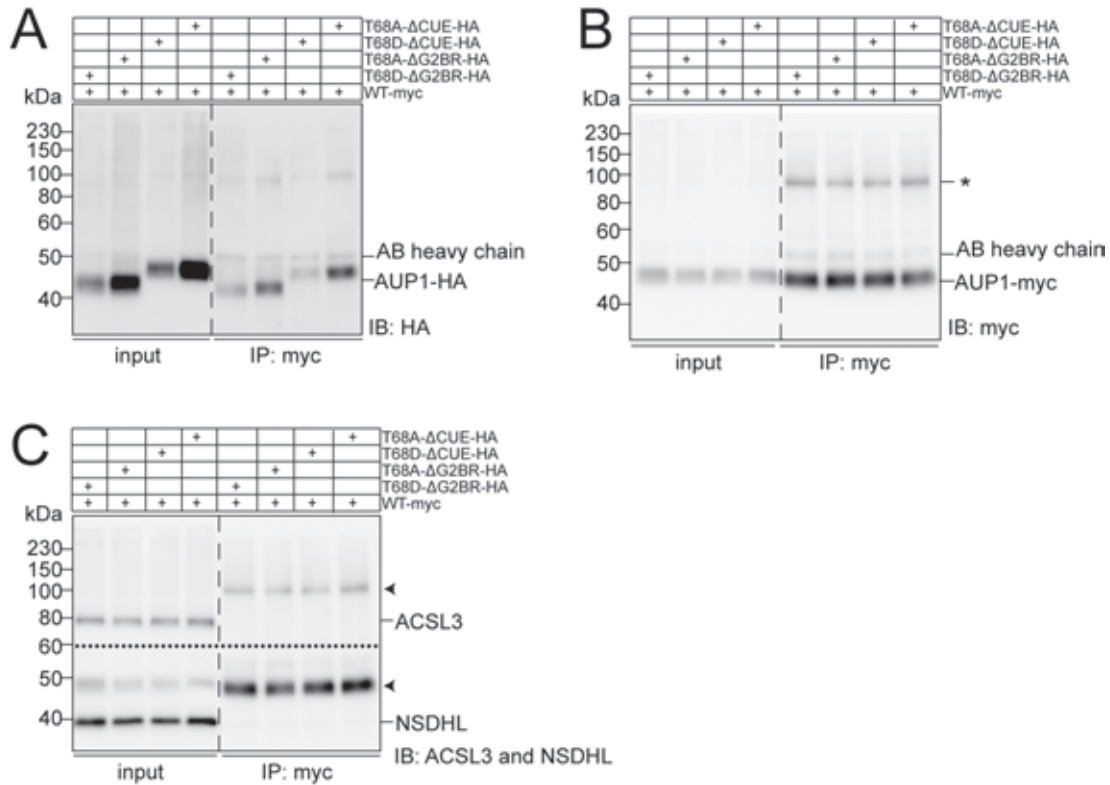 A
+ + T68A-ΔCUE-HA
+ + T68D-ΔCUE-HA
+ + T68A-ΔG2BR-HA
+ + T68D-ΔG2BR-HA
+ + + + + + + + WT-myc
kDa
230
150
100
80
60
50
40
AB heavy chain
AUP1-HA
IB: HA
input IP: myc
B
+ + T68A-ΔCUE-HA
+ + T68D-ΔCUE-HA
+ + T68A-ΔG2BR-HA
+ + T68D-ΔG2BR-HA
+ + + + + + + + WT-myc
kDa
230
150
100
80
60
50
40
*
AB heavy chain
AUP1-myc
IB: myc
input IP: myc
C
+ + T68A-ΔCUE-HA
+ + T68D-ΔCUE-HA
+ + T68A-ΔG2BR-HA
+ + T68D-ΔG2BR-HA
+ + + + + + + + WT-myc
kDa
230
150
100
80
60
50
40
ACSL3
NSDHL
IB: ACSL3 and NSDHL
input IP: myc